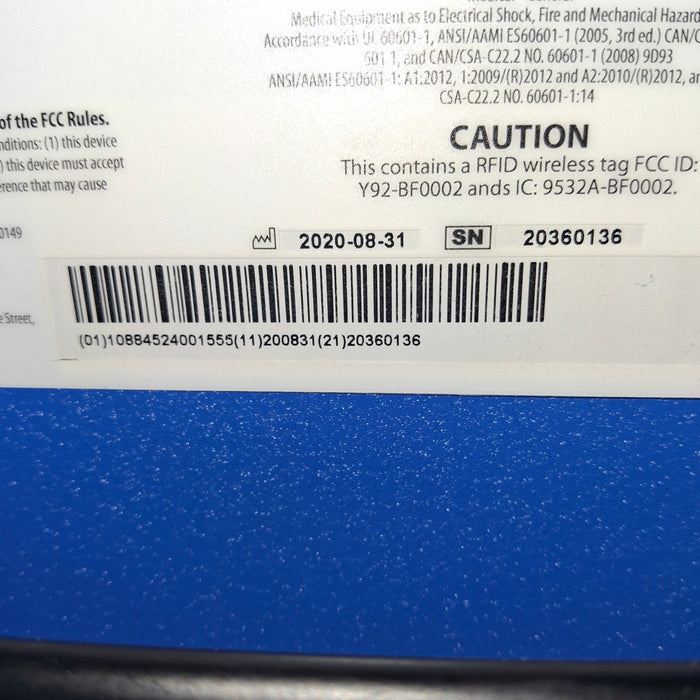 Medical Equipment as to Electrical Shock, Fire and Mechanical Hazard
Accordance with UL 60601-1, ANSI/AAMI ES60601-1 (2005, 3rd ed.) CAN/C
601.1, and CAN/CSA-C22.2 NO. 60601-1 (2008) 9D93
ANSI/AAMI ES60601-1: A1:2012, 1:2009/(R)2012 and A2:2010/(R)2012, an
CSA-C22.2 NO. 60601-1:14
of the FCC Rules.
nditions: (1) this device
) this device must accept
erence that may cause
CAUTION
This contains a RFID wireless tag FCC ID:
Y92-BF0002 ands IC: 9532A-BF0002.
0149
2020-08-31 SN 20360136
e Street,
(01)10884524001555(11)200831(21)20360136